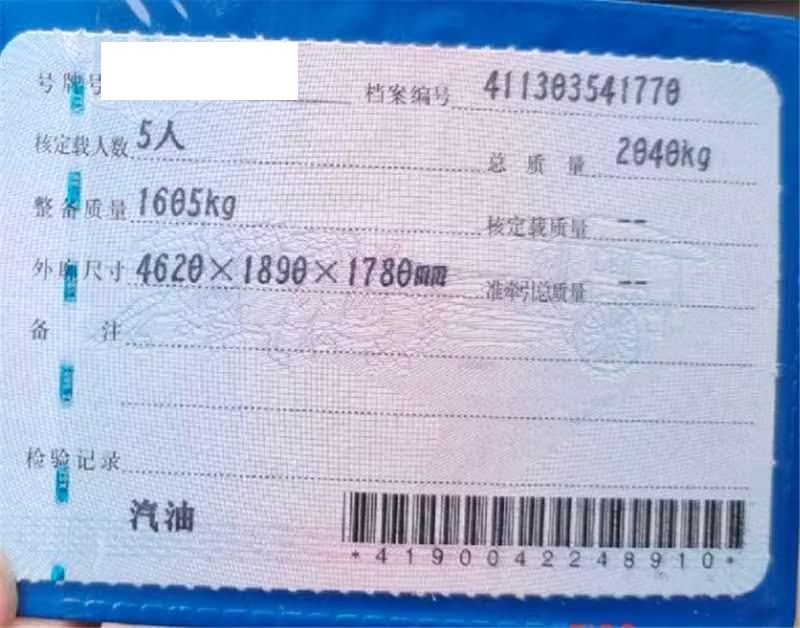 号牌号 档案编号 411303541770
核定载人数 5人 总质量 2040kg
整备质量 1605kg 核定载质量 --
外廓尺寸 4620×1890×1780mm 准牵引总质量 --
备注
检验记录
汽油
*4190042248910*